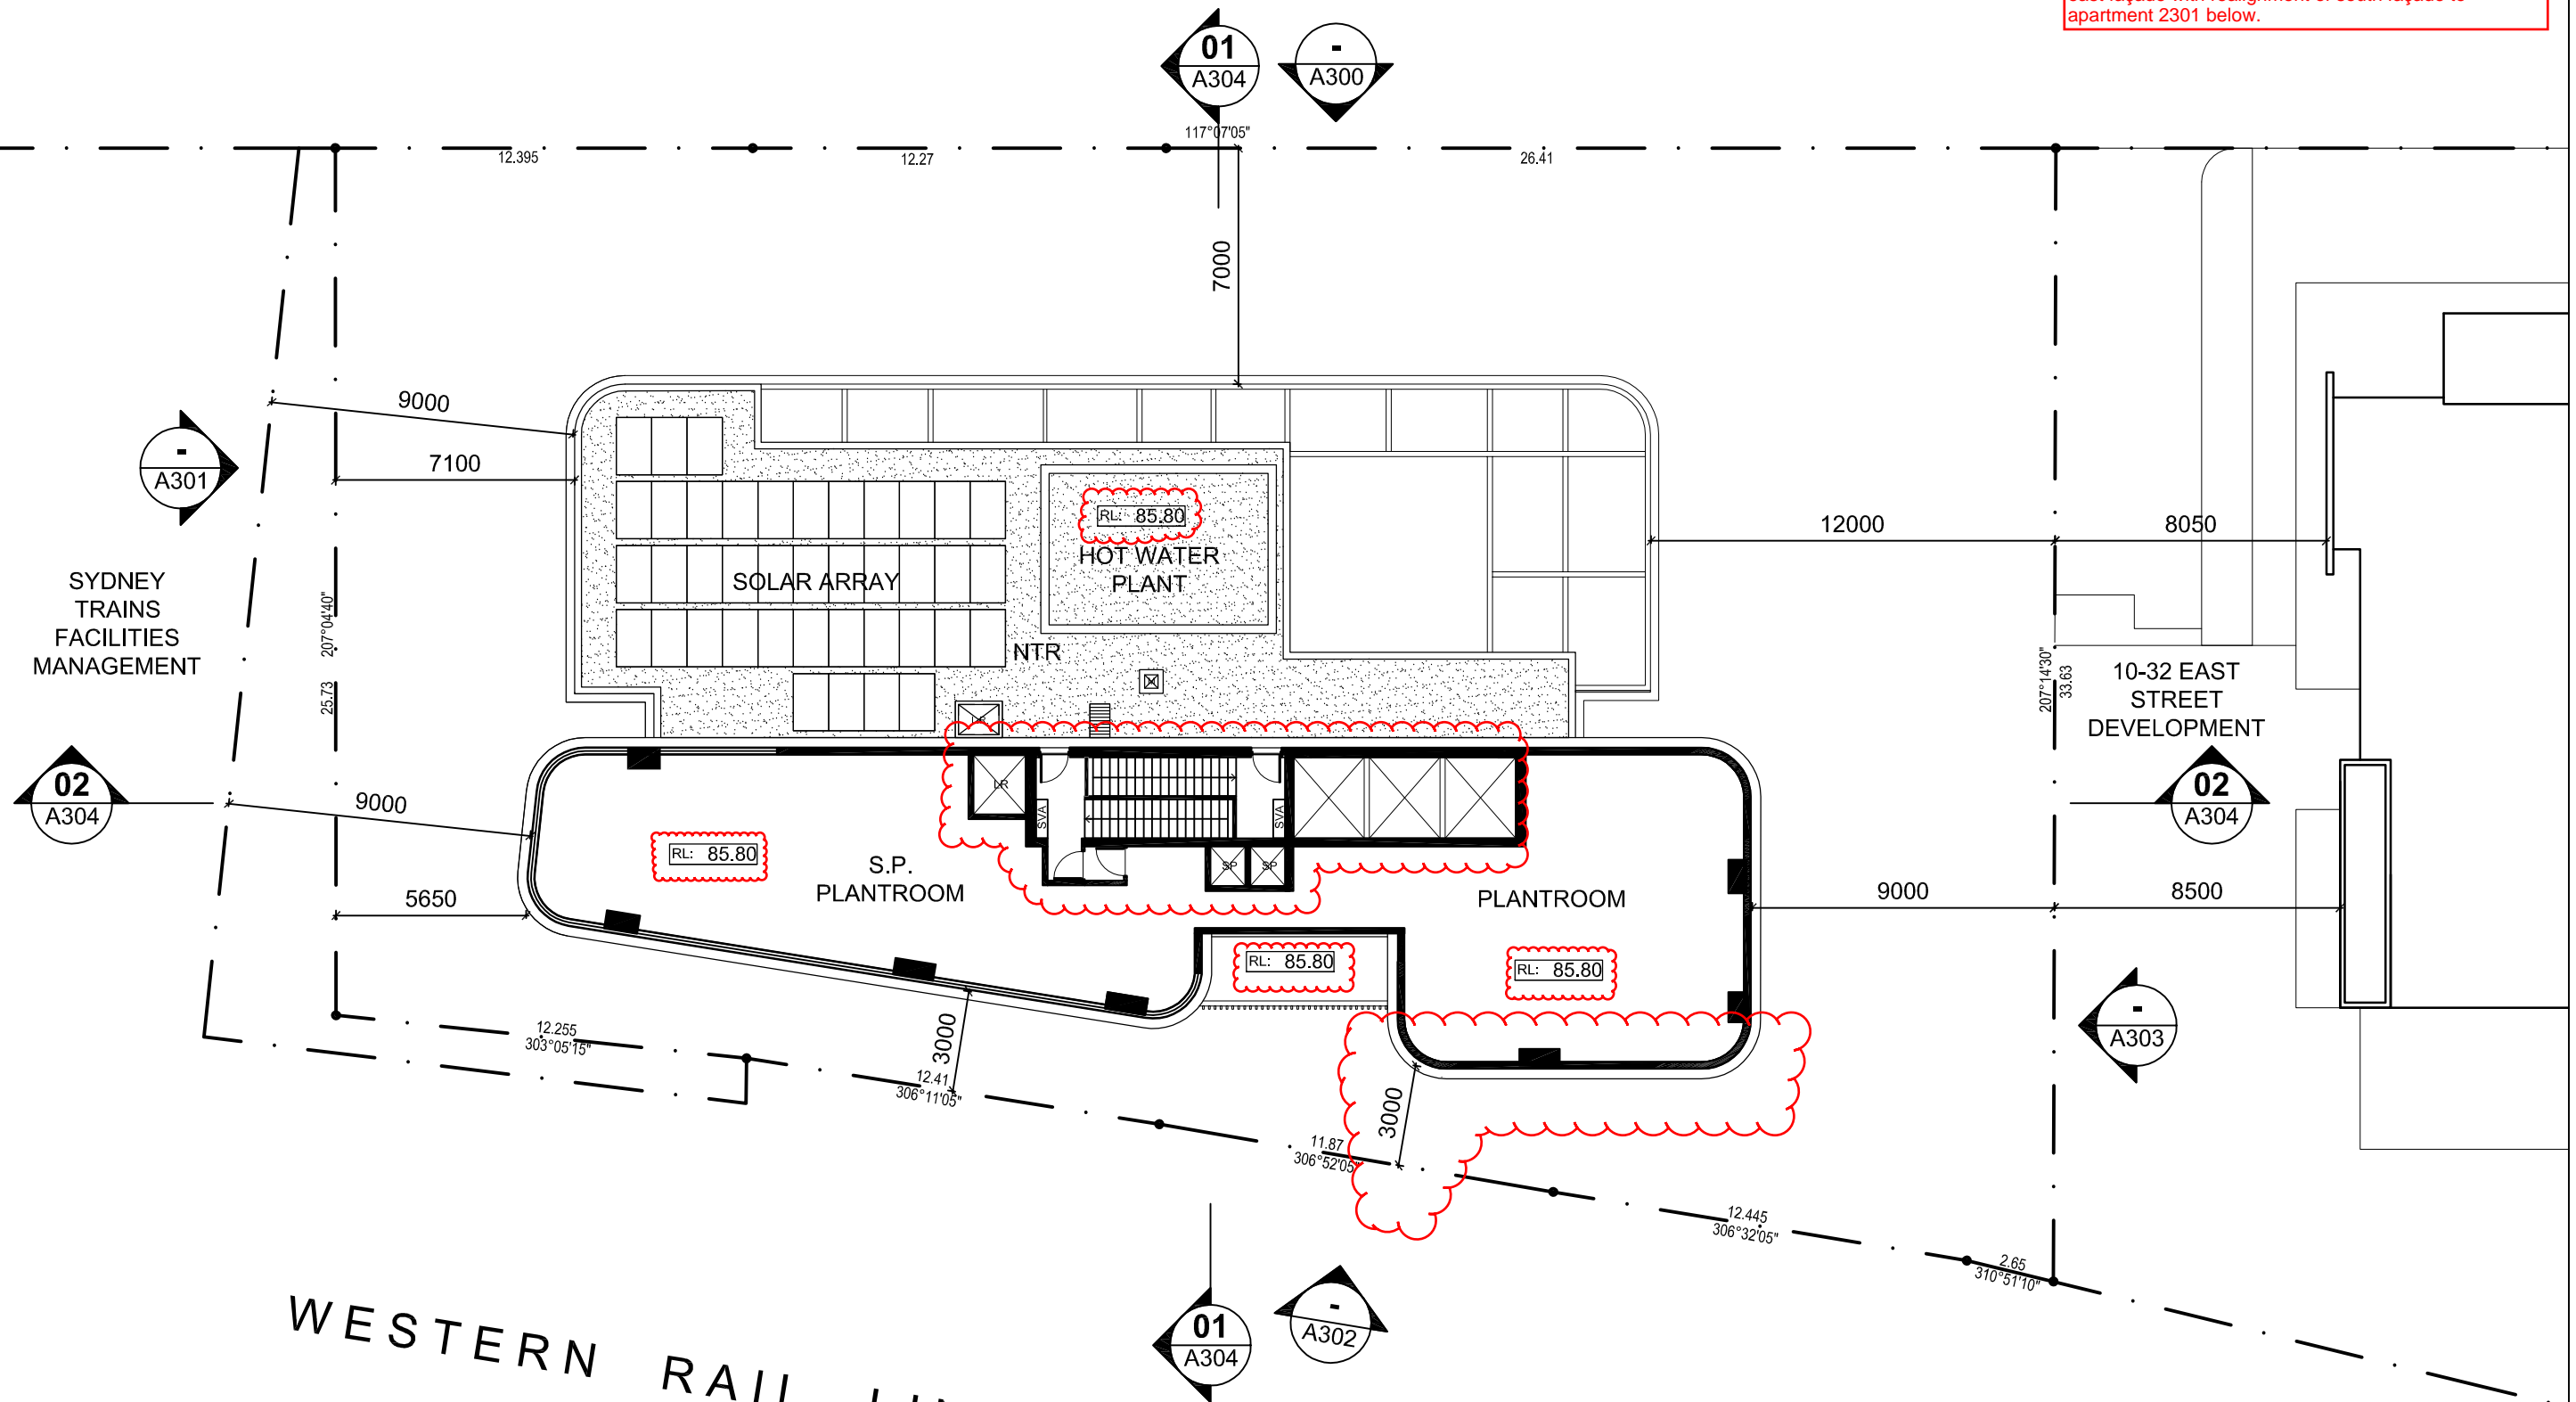 apartment 2301 below.
01
A304
-
A300
117°07'05"
12.395
12.27
26.41
7000
9000
7100
-
A301
RL: 85.80
HOT WATER
PLANT
SOLAR ARRAY
NTR
12000
8050
SYDNEY
TRAINS
FACILITIES
MANAGEMENT
207°04'40"
25.73
207°14'30"
33.63
10-32 EAST
STREET
DEVELOPMENT
02
A304
9000
02
A304
LR
SVA
SVA
SP
SP
RL: 85.80
S.P.
PLANTROOM
PLANTROOM
5650
9000
8500
RL: 85.80
RL: 85.80
-
A303
12.255
303°05'15"
3000
12.41
306°11'05"
3000
11.87
306°52'05"
12.445
306°32'05"
2.65
310°51'10"
01
A304
-
A302
WESTERN RAIL